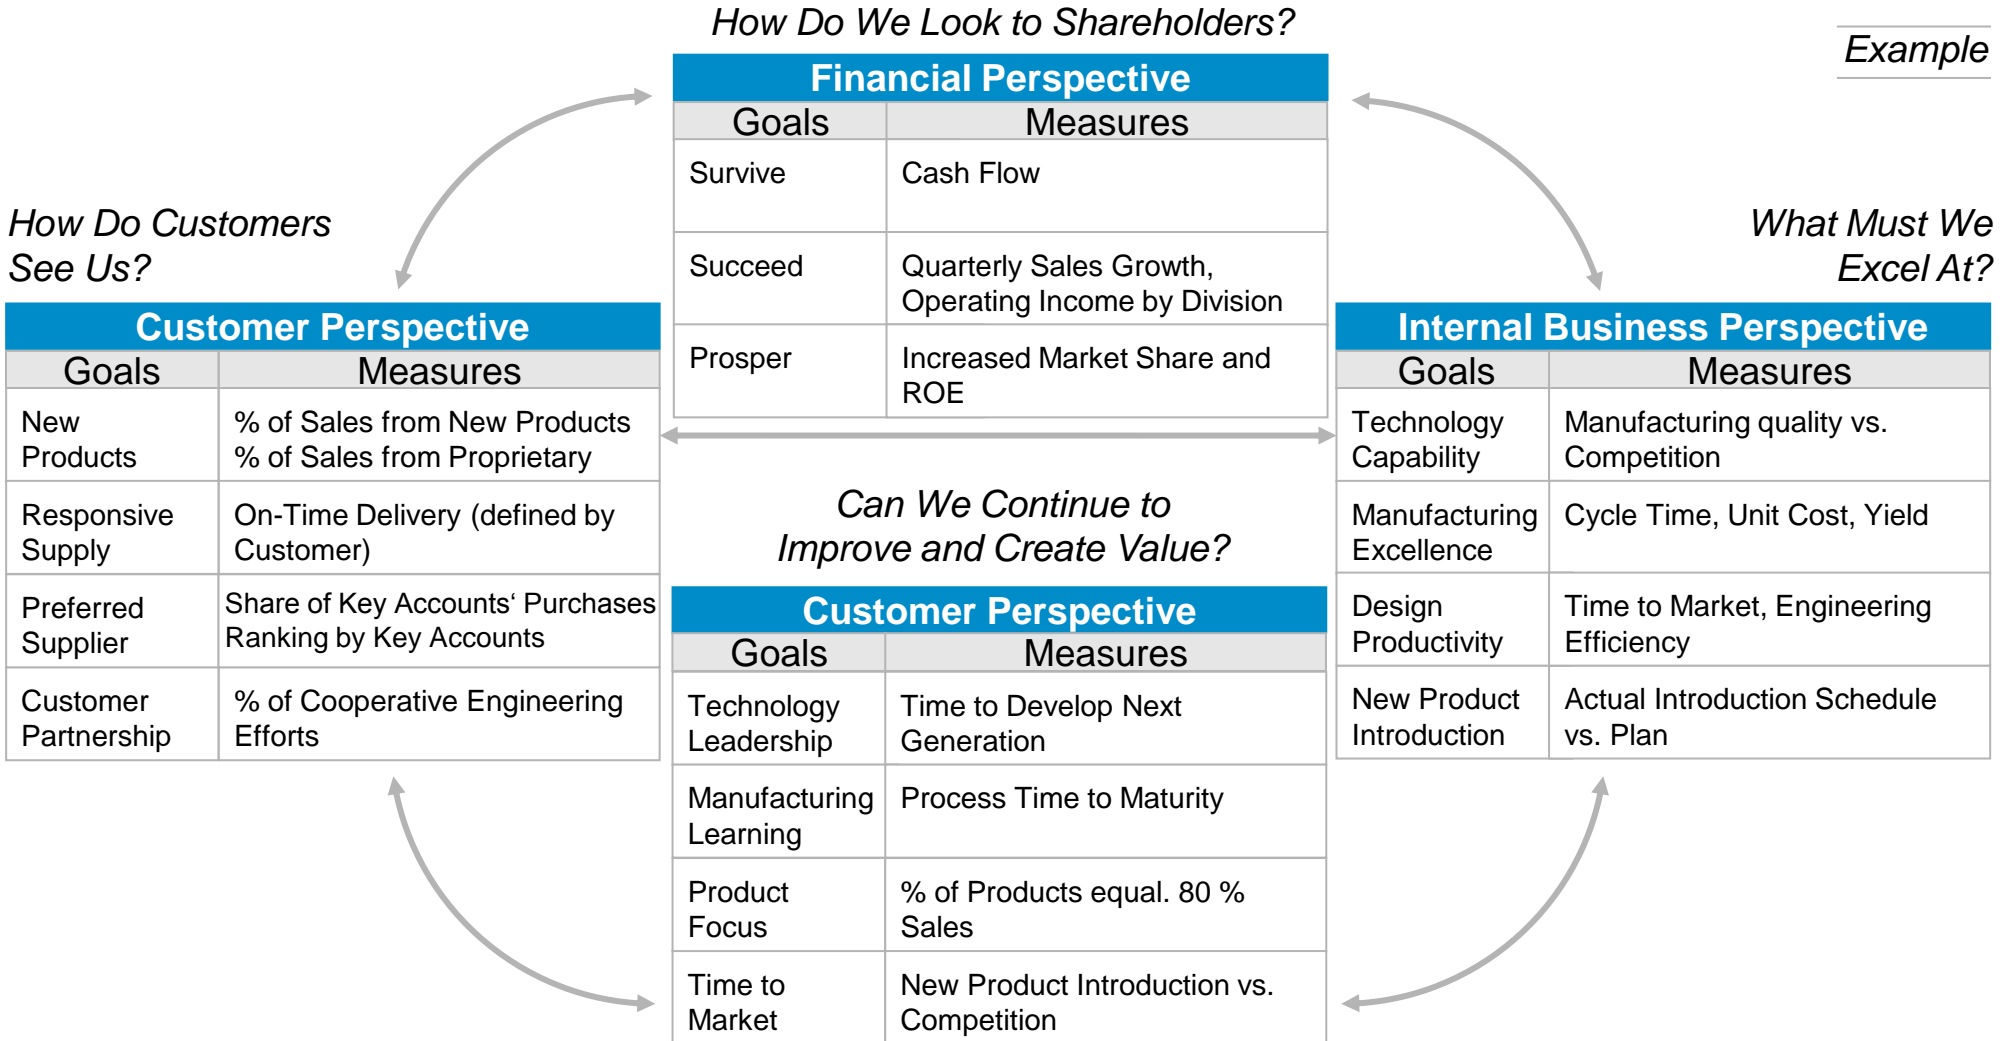 How Do We Look to Shareholders?
Example
Financial Perspective
Goals Measures
Survive Cash Flow
Succeed Quarterly Sales Growth,
Operating Income by Division
Prosper Increased Market Share and
ROE
How Do Customers
See Us?
Customer Perspective
Goals Measures
New % of Sales from New Products
Products % of Sales from Proprietary
Responsive On-Time Delivery (defined by
Supply Customer)
Preferred Share of Key Accounts‘ Purchases
Supplier Ranking by Key Accounts
Customer % of Cooperative Engineering
Partnership Efforts
What Must We
Excel At?
Internal Business Perspective
Goals Measures
Technology Manufacturing quality vs.
Capability Competition
Manufacturing Cycle Time, Unit Cost, Yield
Excellence
Design Time to Market, Engineering
Productivity Efficiency
New Product Actual Introduction Schedule
Introduction vs. Plan
Can We Continue to
Improve and Create Value?
Customer Perspective
Goals Measures
Technology Time to Develop Next
Leadership Generation
Manufacturing Process Time to Maturity
Learning
Product % of Products equal. 80 %
Focus Sales
Time to New Product Introduction vs.
Market Competition